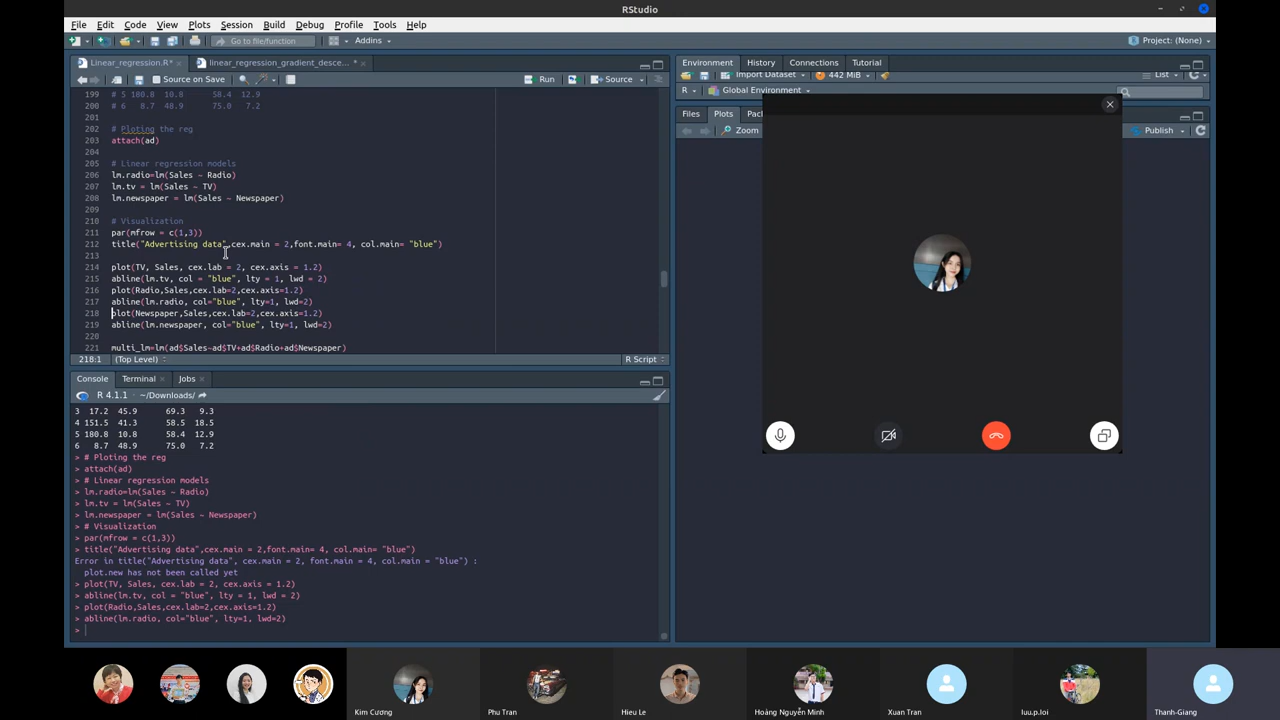 RStudio
File Edit Code View Plots Session Build Debug Profile Tools Help
Go to file/function Addins Project: (None)
Linear_regression.R* linear_regression_gradient_desce... *
Source on Save Run Source
199 # 5 180.8 10.8 58.4 12.9
200 # 6 8.7 48.9 75.0 7.2
201
202 # Ploting the reg
203 attach(ad)
204
205 # Linear regression models
206 lm.radio=lm(Sales ~ Radio)
207 lm.tv = lm(Sales ~ TV)
208 lm.newspaper = lm(Sales ~ Newspaper)
209
210 # Visualization
211 par(mfrow = c(1,3))
212 title("Advertising data",cex.main = 2,font.main= 4, col.main= "blue")
213
214 plot(TV, Sales, cex.lab = 2, cex.axis = 1.2)
215 abline(lm.tv, col = "blue", lty = 1, lwd = 2)
216 plot(Radio,Sales,cex.lab=2,cex.axis=1.2)
217 abline(lm.radio, col="blue", lty=1, lwd=2)
218 plot(Newspaper,Sales,cex.lab=2,cex.axis=1.2)
219 abline(lm.newspaper, col="blue", lty=1, lwd=2)
220
221 multi_lm=lm(ad$Sales~ad$TV+ad$Radio+ad$Newspaper)
218:1 (Top Level) R Script
Console Terminal Jobs
R 4.1.1 · ~/Downloads/
3 17.2 45.9 69.3 9.3
4 151.5 41.3 58.5 18.5
5 180.8 10.8 58.4 12.9
6 8.7 48.9 75.0 7.2
> # Ploting the reg
> attach(ad)
> # Linear regression models
> lm.radio=lm(Sales ~ Radio)
> lm.tv = lm(Sales ~ TV)
> lm.newspaper = lm(Sales ~ Newspaper)
> # Visualization
> par(mfrow = c(1,3))
> title("Advertising data",cex.main = 2,font.main= 4, col.main= "blue")
Error in title("Advertising data", cex.main = 2, font.main = 4, col.main = "blue") :
plot.new has not been called yet
> plot(TV, Sales, cex.lab = 2, cex.axis = 1.2)
> abline(lm.tv, col = "blue", lty = 1, lwd = 2)
> plot(Radio,Sales,cex.lab=2,cex.axis=1.2)
> abline(lm.radio, col="blue", lty=1, lwd=2)
>
Environment History Connections Tutorial
Import Dataset 442 MiB List
R Global Environment
Files Plots Pac
Zoom Publish
Kim Cương Phu Tran Hieu Le Hoàng Nguyễn Minh Xuan Tran luu.p.loi Thanh-Giang